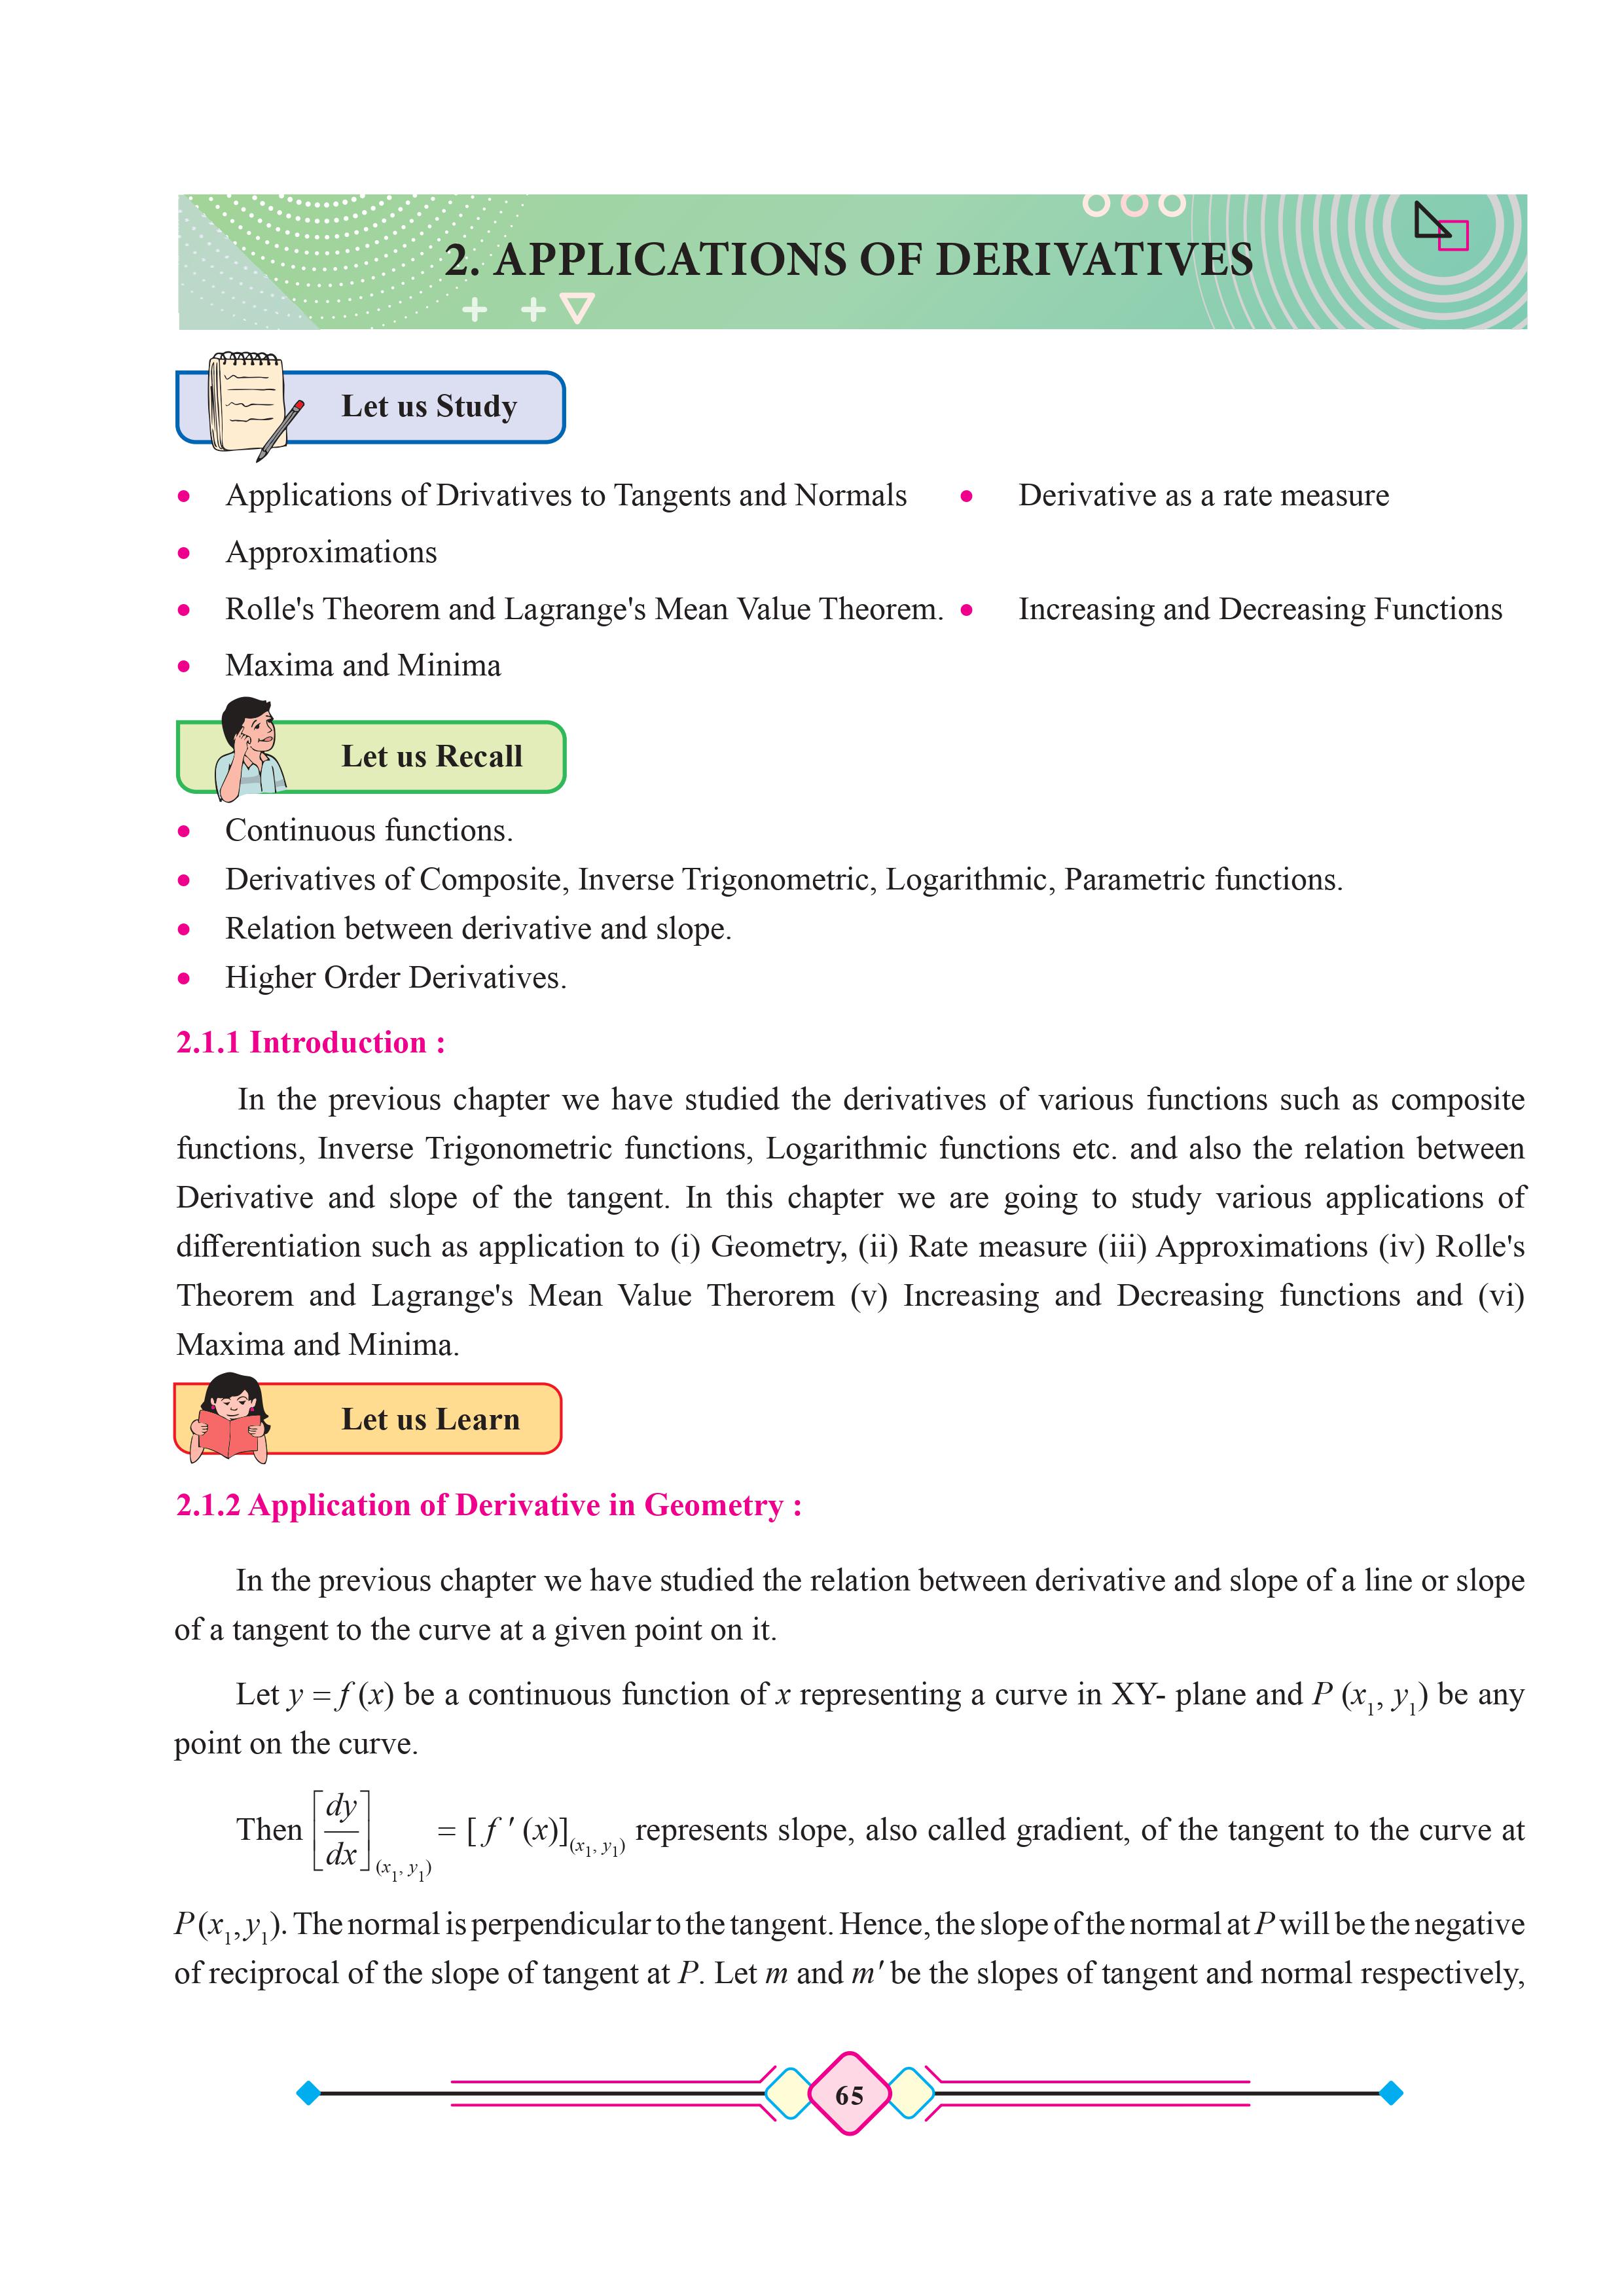 2. APPLICATIONS OF DERIVATIVES
Let us Study
• Applications of Drivatives to Tangents and Normals • Derivative as a rate measure
• Approximations
• Rolle's Theorem and Lagrange's Mean Value Theorem. • Increasing and Decreasing Functions
• Maxima and Minima
Let us Recall
• Continuous functions.
• Derivatives of Composite, Inverse Trigonometric, Logarithmic, Parametric functions.
• Relation between derivative and slope.
• Higher Order Derivatives.
2.1.1 Introduction :
In the previous chapter we have studied the derivatives of various functions such as composite
functions, Inverse Trigonometric functions, Logarithmic functions etc. and also the relation between
Derivative and slope of the tangent. In this chapter we are going to study various applications of
differentiation such as application to (i) Geometry, (ii) Rate measure (iii) Approximations (iv) Rolle's
Theorem and Lagrange's Mean Value Therorem (v) Increasing and Decreasing functions and (vi)
Maxima and Minima.
Let us Learn
2.1.2 Application of Derivative in Geometry :
In the previous chapter we have studied the relation between derivative and slope of a line or slope
of a tangent to the curve at a given point on it.
Let y = f (x) be a continuous function of x representing a curve in XY- plane and P (x₁, y₁) be any
point on the curve.
Then [dy/dx](x₁, y₁) = [ f ′ (x)](x₁, y₁) represents slope, also called gradient, of the tangent to the curve at
P (x₁, y₁). The normal is perpendicular to the tangent. Hence, the slope of the normal at P will be the negative
of reciprocal of the slope of tangent at P. Let m and m′ be the slopes of tangent and normal respectively,
65